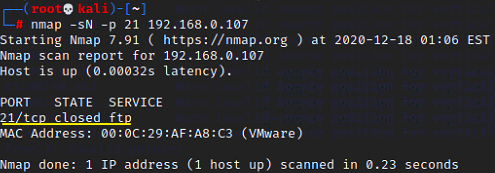 (root💀kali)-[~]
# nmap -sN -p 21 192.168.0.107
Starting Nmap 7.91 ( https://nmap.org ) at 2020-12-18 01:06 EST
Nmap scan report for 192.168.0.107
Host is up (0.00032s latency).
PORT   STATE  SERVICE
21/tcp closed ftp
MAC Address: 00:0C:29:AF:A8:C3 (VMware)
Nmap done: 1 IP address (1 host up) scanned in 0.23 seconds